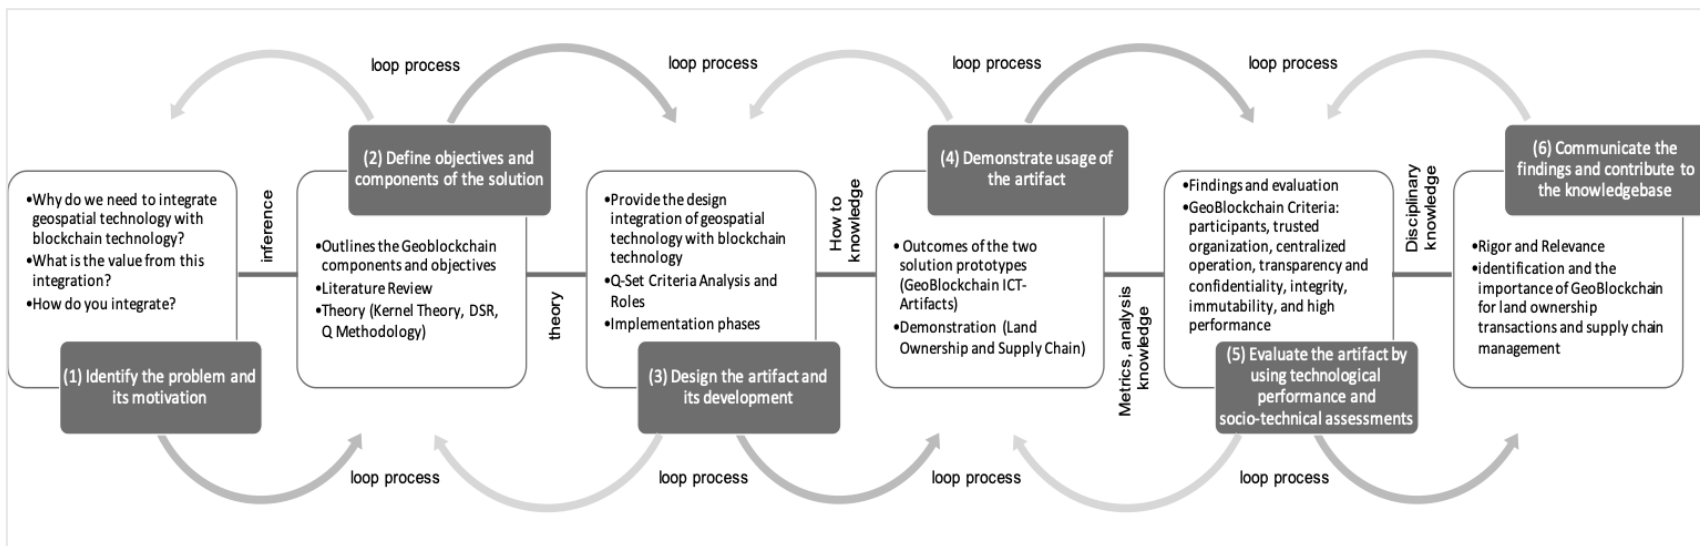 loop process
loop process
loop process
loop process
•Why do we need to integrate
geospatial technology with
blockchain technology?
•What is the value from this
integration?
•How do you integrate?
(1) Identify the problem and
its motivation
inference
(2) Define objectives and
components of the solution
•Outlines the Geoblockchain
components and objectives
•Literature Review
•Theory (Kernel Theory, DSR,
Q Methodology)
theory
•Provide the design
integration of geospatial
technology with blockchain
technology
•Q-Set Criteria Analysis and
Roles
•Implementation phases
(3) Design the artifact and
its development
How to
knowledge
(4) Demonstrate usage of
the artifact
• Outcomes of the two
solution prototypes
(GeoBlockchain ICT-
Artifacts)
•Demonstration (Land
Ownership and Supply Chain)
Metrics, analysis
knowledge
•Findings and evaluation
•GeoBlockchain Criteria:
participants, trusted
organization, centralized
operation, transparency and
confidentiality, integrity,
immutability, and high
performance
(5) Evaluate the artifact by
using technological
performance and
socio-technical assessments
Disciplinary
knowledge
(6) Communicate the
findings and contribute to
the knowledgebase
•Rigor and Relevance
•identification and the
importance of GeoBlockchain
for land ownership
transactions and supply chain
management
loop process
loop process
loop process
loop process